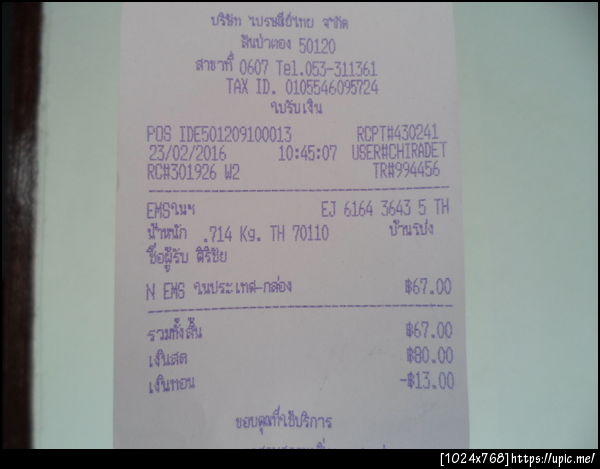 บริษัท ไปรษณีย์ไทย จำกัด
สันป่าตอง 50120
สาขาที่ 0607 Tel.053-311361
TAX ID. 0105546095724
ใบรับเงิน
POS IDE501209100013 RCPT#430241
23/02/2016 10:45:07 USER#CHIRADET
RC#301926 W2 TR#994456
EMSในฯ EJ 6164 3643 5 TH
น้ำหนัก .714 Kg. TH 70110 บ้านโป่ง
ชื่อผู้รับ ศิริชัย
N EMS ในประเทศ-กล่อง ฿67.00
รวมทั้งสิ้น ฿67.00
เงินสด ฿80.00
เงินทอน -฿13.00
ขอบคุณที่ใช้บริการ
[1024x768]https://upic.me/